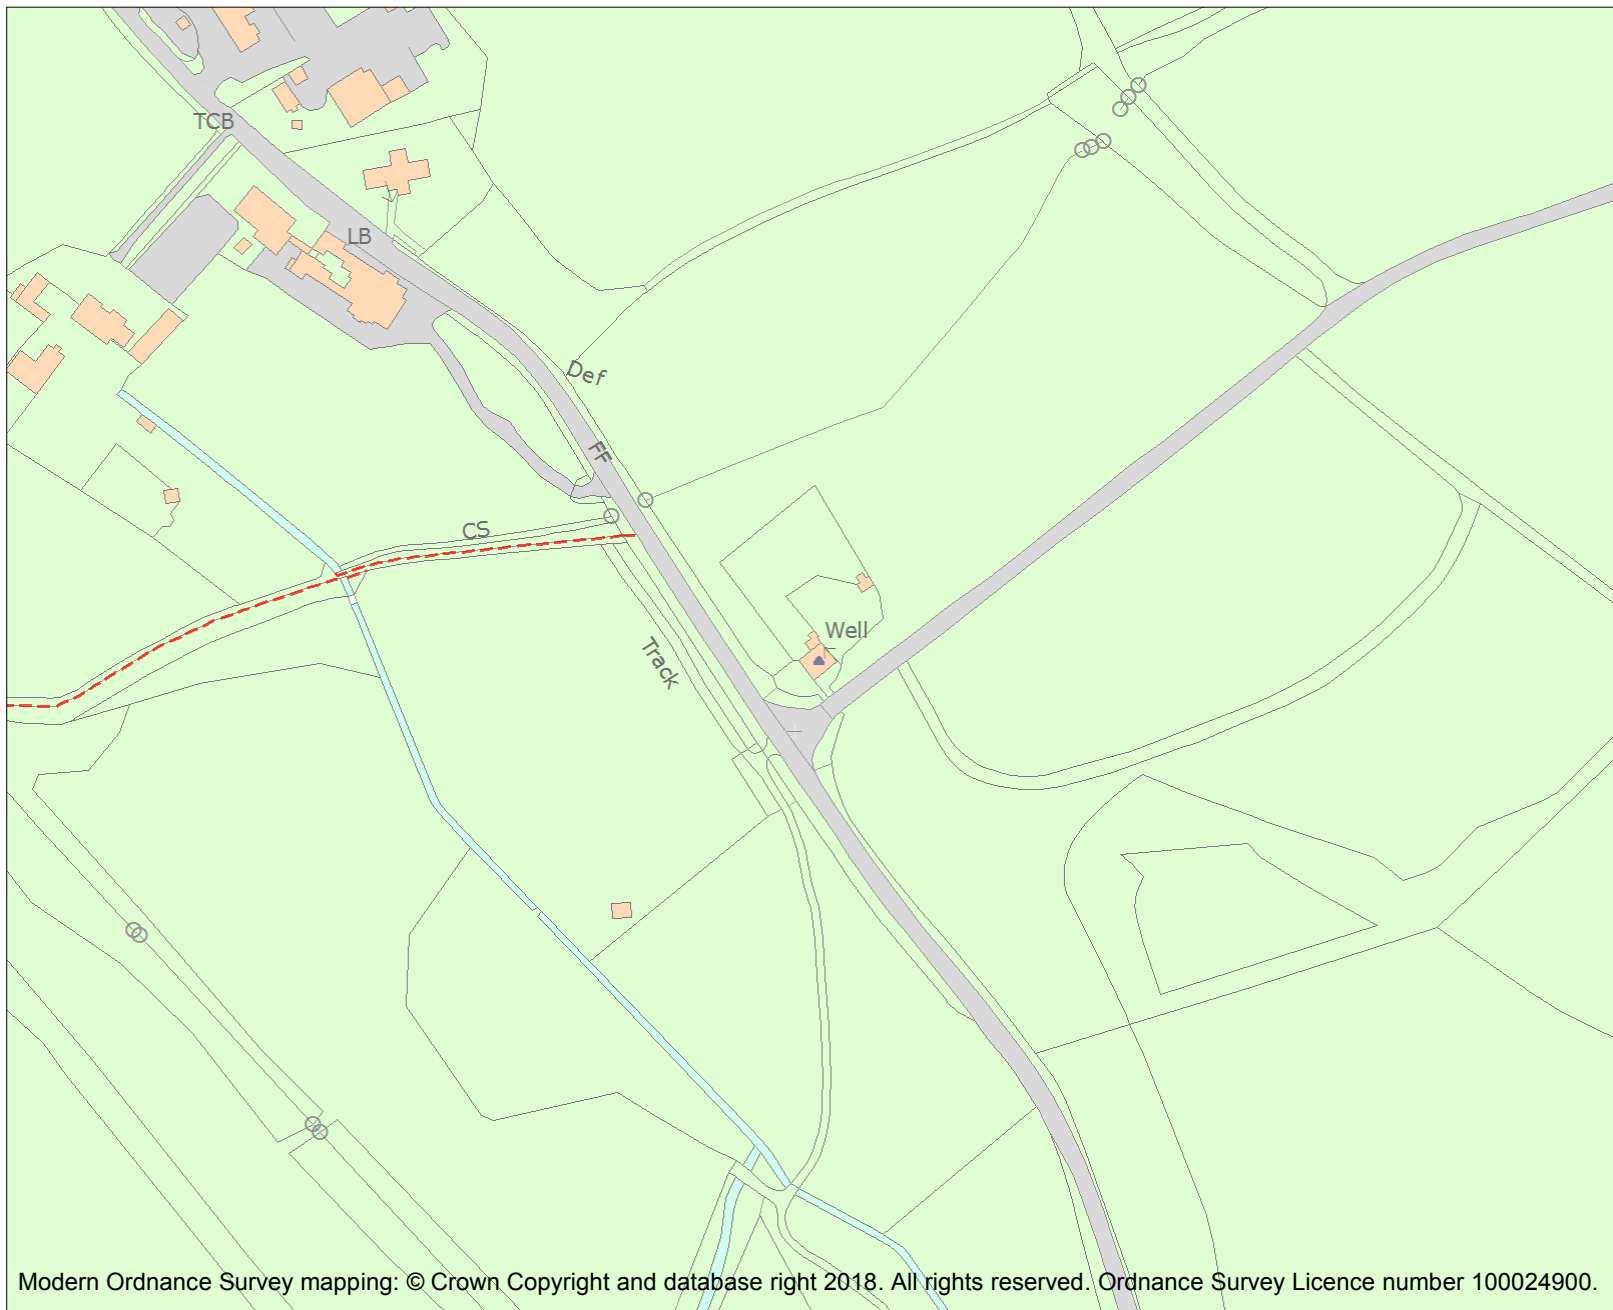 TCB
LB
Def
FF
CS
Well
Track
Modern Ordnance Survey mapping: © Crown Copyright and database right 2018. All rights reserved. Ordnance Survey Licence number 100024900.